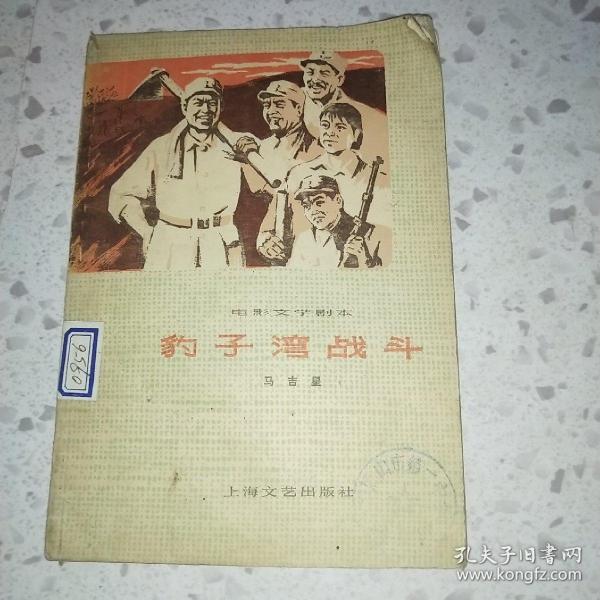 电影文学剧本
豹子湾战斗
马吉星
上海文艺出版社
0956
孔夫子旧书网
www.kongfz.com